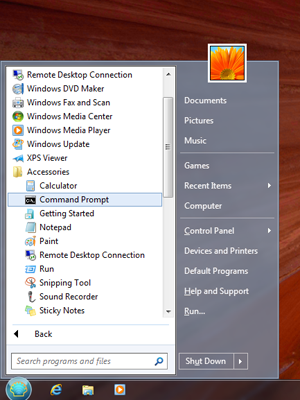 Remote Desktop Connection
Windows DVD Maker
Windows Fax and Scan
Windows Media Center
Windows Media Player
Windows Update
XPS Viewer
Accessories
Calculator
Command Prompt
Getting Started
Notepad
Paint
Remote Desktop Connection
Run
Snipping Tool
Sound Recorder
Sticky Notes
Back
Search programs and files
Documents
Pictures
Music
Games
Recent Items
Computer
Control Panel
Devices and Printers
Default Programs
Help and Support
Run...
Shut Down